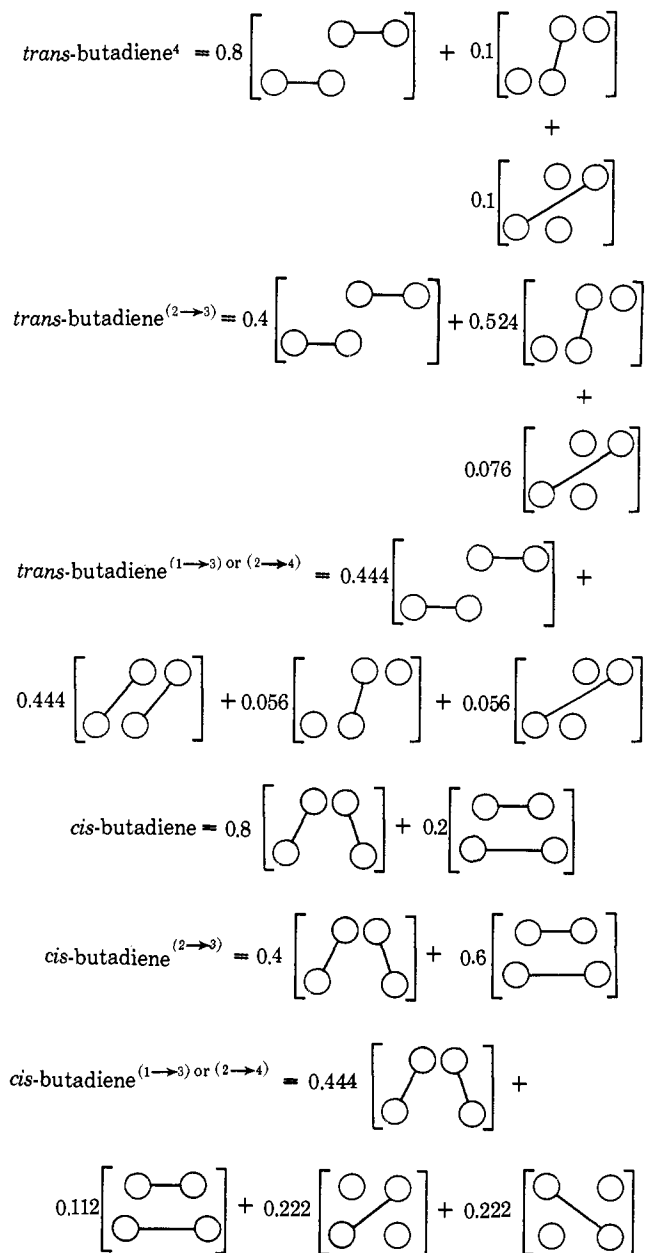 trans-butadiene⁴ = 0.8 [ ] + 0.1 [ ]
+
0.1 [ ]
trans-butadiene⁽²→³⁾ = 0.4 [ ] + 0.524 [ ]
+
0.076 [ ]
trans-butadiene⁽¹→³⁾ ᵒʳ ⁽²→⁴⁾ = 0.444 [ ] +
0.444 [ ] + 0.056 [ ] + 0.056 [ ]
cis-butadiene = 0.8 [ ] + 0.2 [ ]
cis-butadiene⁽²→³⁾ = 0.4 [ ] + 0.6 [ ]
cis-butadiene⁽¹→³⁾ ᵒʳ ⁽²→⁴⁾ = 0.444 [ ] +
0.112 [ ] + 0.222 [ ] + 0.222 [ ]